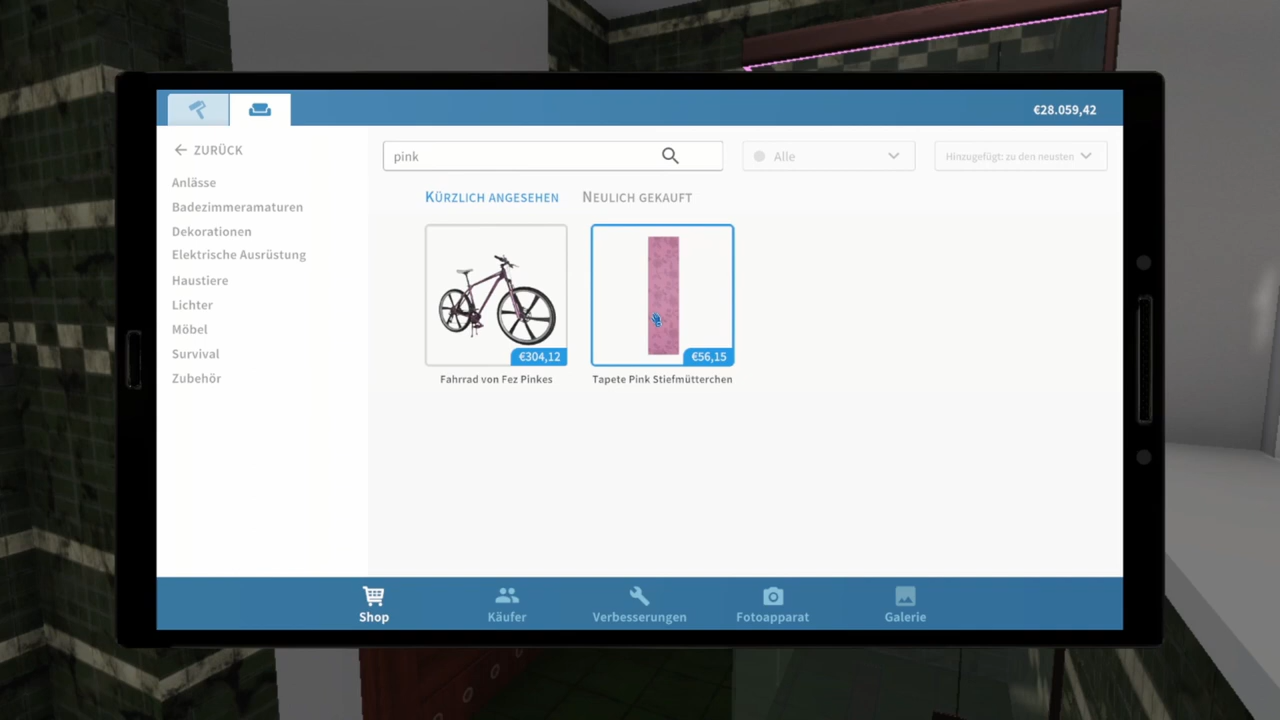 €28.059,42
ZURÜCK
pink
Alle
Hinzugefügt: zu den neusten
Anlässe
Badezimmeramaturen
Dekorationen
Elektrische Ausrüstung
Haustiere
Lichter
Möbel
Survival
Zubehör
KÜRZLICH ANGESEHEN
NEULICH GEKAUFT
€304,12
€56,15
Fahrrad von Fez Pinkes
Tapete Pink Stiefmütterchen
Shop
Käufer
Verbesserungen
Fotoapparat
Galerie